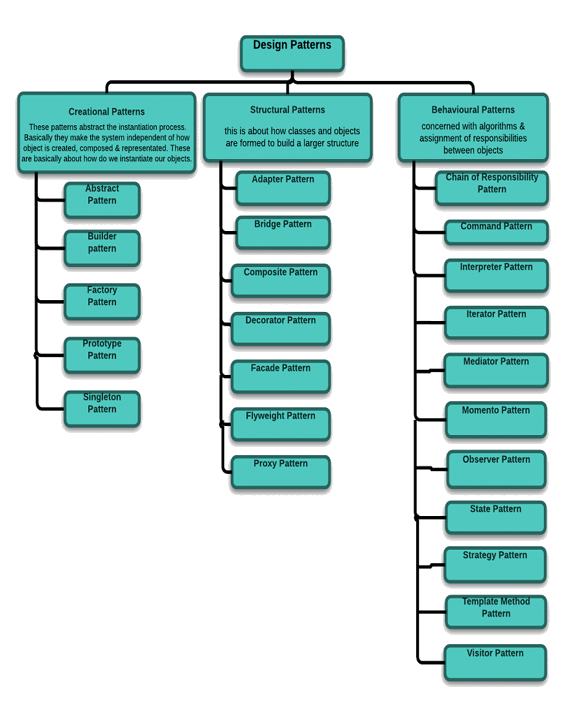 Design Patterns
Creational Patterns
These patterns abstract the instantiation process.
Basically they make the system independent of how
object is created, composed & represented. These
are basically about how do we instantiate our objects.
Abstract
Pattern
Builder
pattern
Factory
Pattern
Prototype
Pattern
Singleton
Pattern
Structural Patterns
this is about how classes and objects
are formed to build a larger structure
Adapter Pattern
Bridge Pattern
Composite Pattern
Decorator Pattern
Facade Pattern
Flyweight Pattern
Proxy Pattern
Behavioural Patterns
concerned with algorithms &
assignment of responsibilities
between objects
Chain of Responsibility
Pattern
Command Pattern
Interpreter Pattern
Iterator Pattern
Mediator Pattern
Momento Pattern
Observer Pattern
State Pattern
Strategy Pattern
Template Method
Pattern
Visitor Pattern